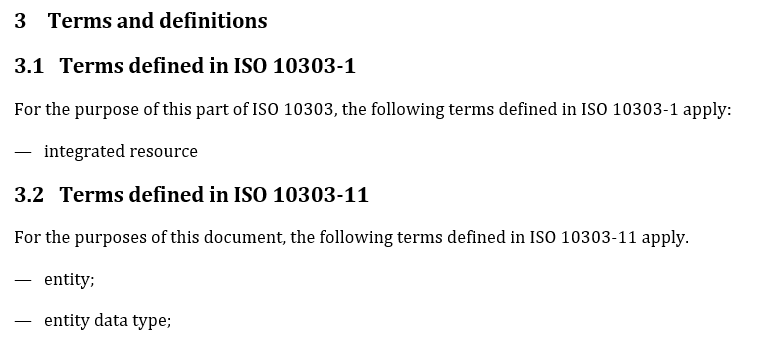 3 Terms and definitions
3.1 Terms defined in ISO 10303-1
For the purpose of this part of ISO 10303, the following terms defined in ISO 10303-1 apply:
— integrated resource
3.2 Terms defined in ISO 10303-11
For the purposes of this document, the following terms defined in ISO 10303-11 apply.
— entity;
— entity data type;